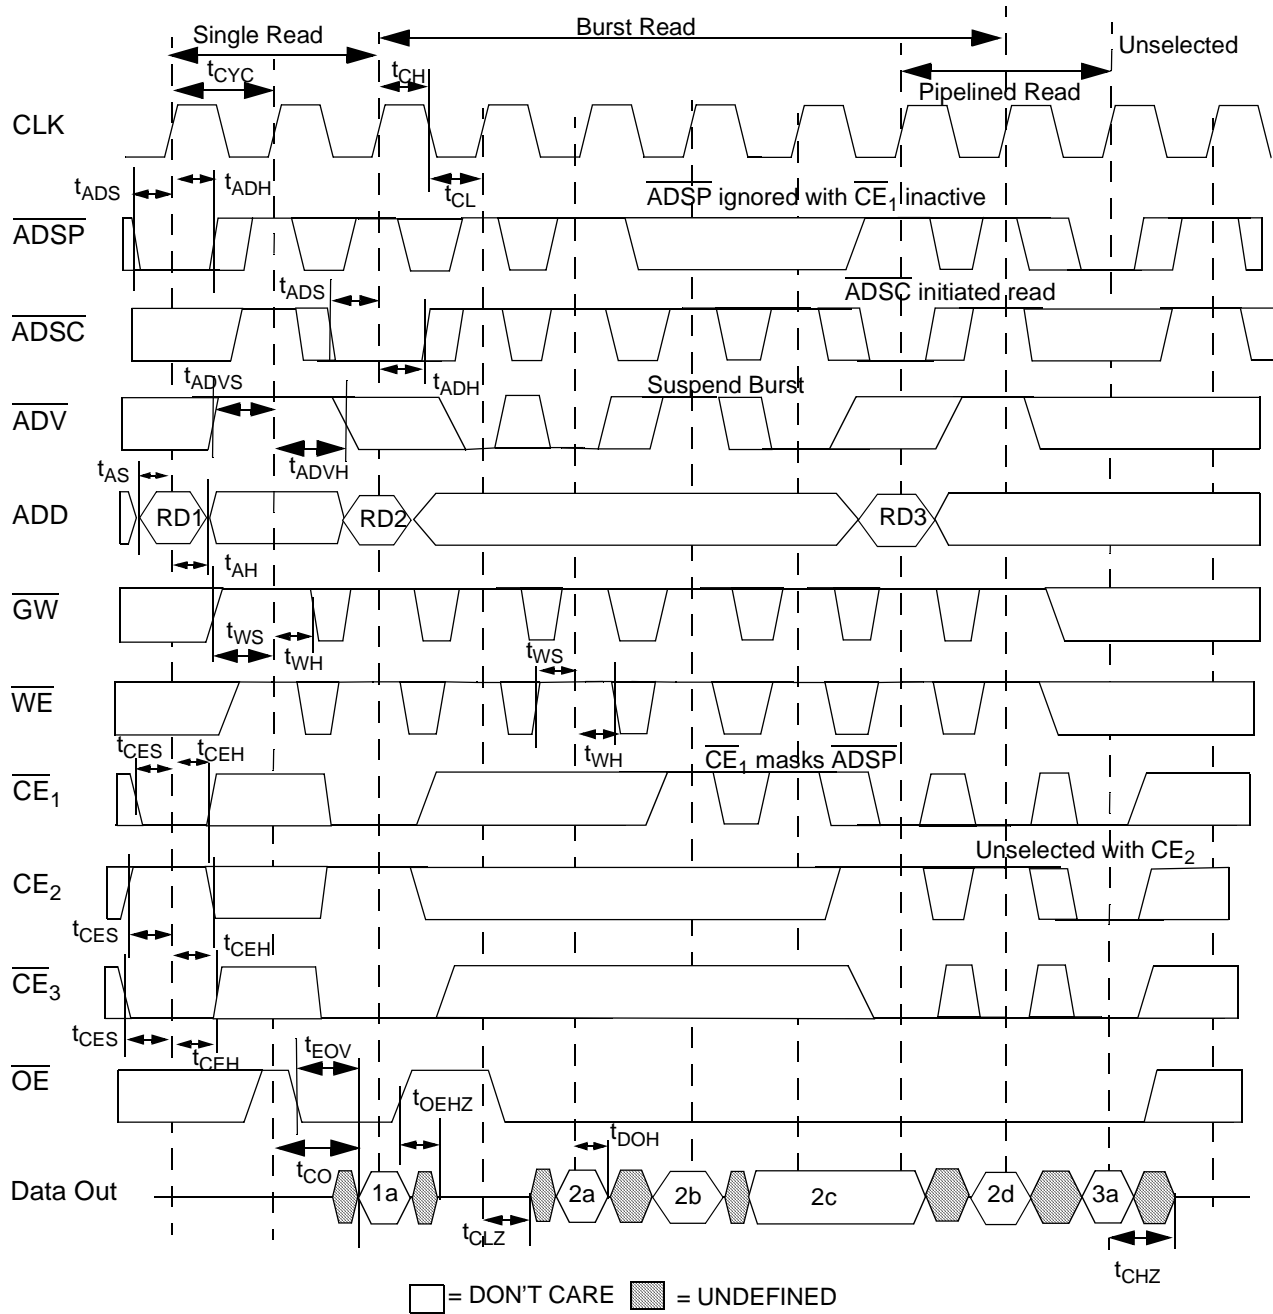 Single Read
Burst Read
Unselected
tCYC
tCH
Pipelined Read
CLK
tADS
tADH
tCL
ADSP ignored with CE1 inactive
ADSP
tADS
ADSC initiated read
ADSC
tADVS
tADH
Suspend Burst
ADV
tAS
tADVH
ADD
RD1
RD2
RD3
tAH
GW
tWS
tWH
tWS
WE
tCES
tCEH
tWH
CE1 masks ADSP
CE1
Unselected with CE2
CE2
tCES
tCEH
CE3
tCES
tCEH
tEOV
OE
tOEHZ
tDOH
tCO
Data Out
1a
2a
2b
2c
2d
3a
tCLZ
tCHZ
= DON'T CARE
= UNDEFINED